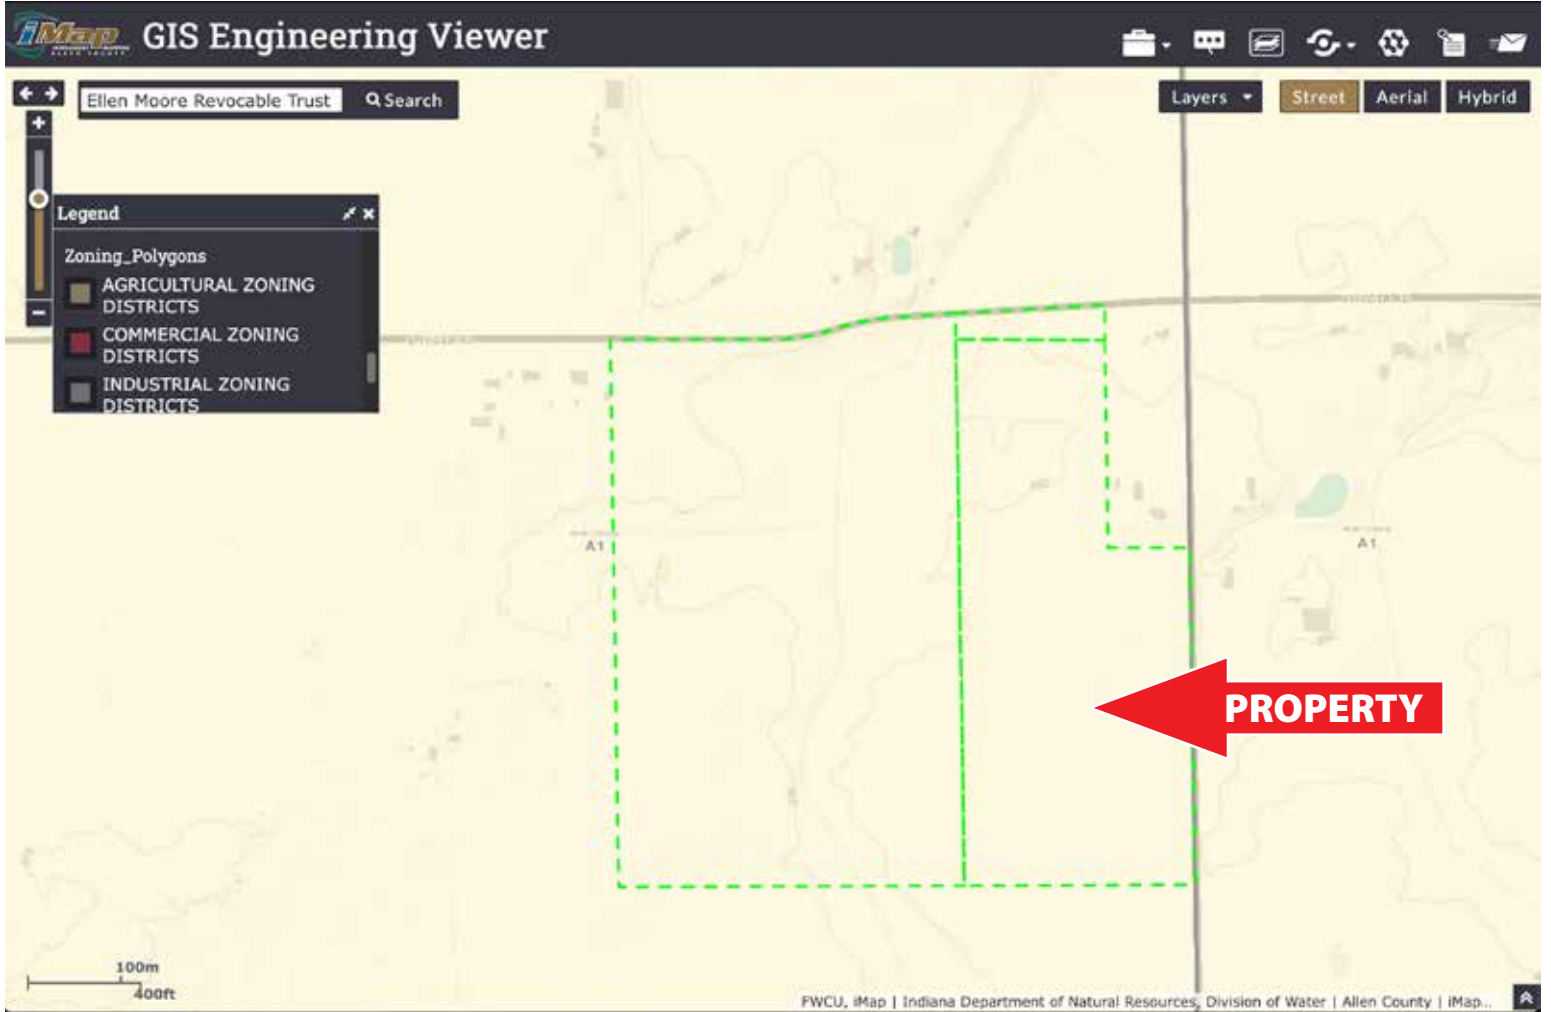 iMap GIS Engineering Viewer
Ellen Moore Revocable Trust
Search
Layers
Street
Aerial
Hybrid
Legend
Zoning_Polygons
AGRICULTURAL ZONING
DISTRICTS
COMMERCIAL ZONING
DISTRICTS
INDUSTRIAL ZONING
DISTRICTS
A1
A1
PROPERTY
100m
400ft
FWCU, iMap | Indiana Department of Natural Resources, Division of Water | Allen County | iMap...